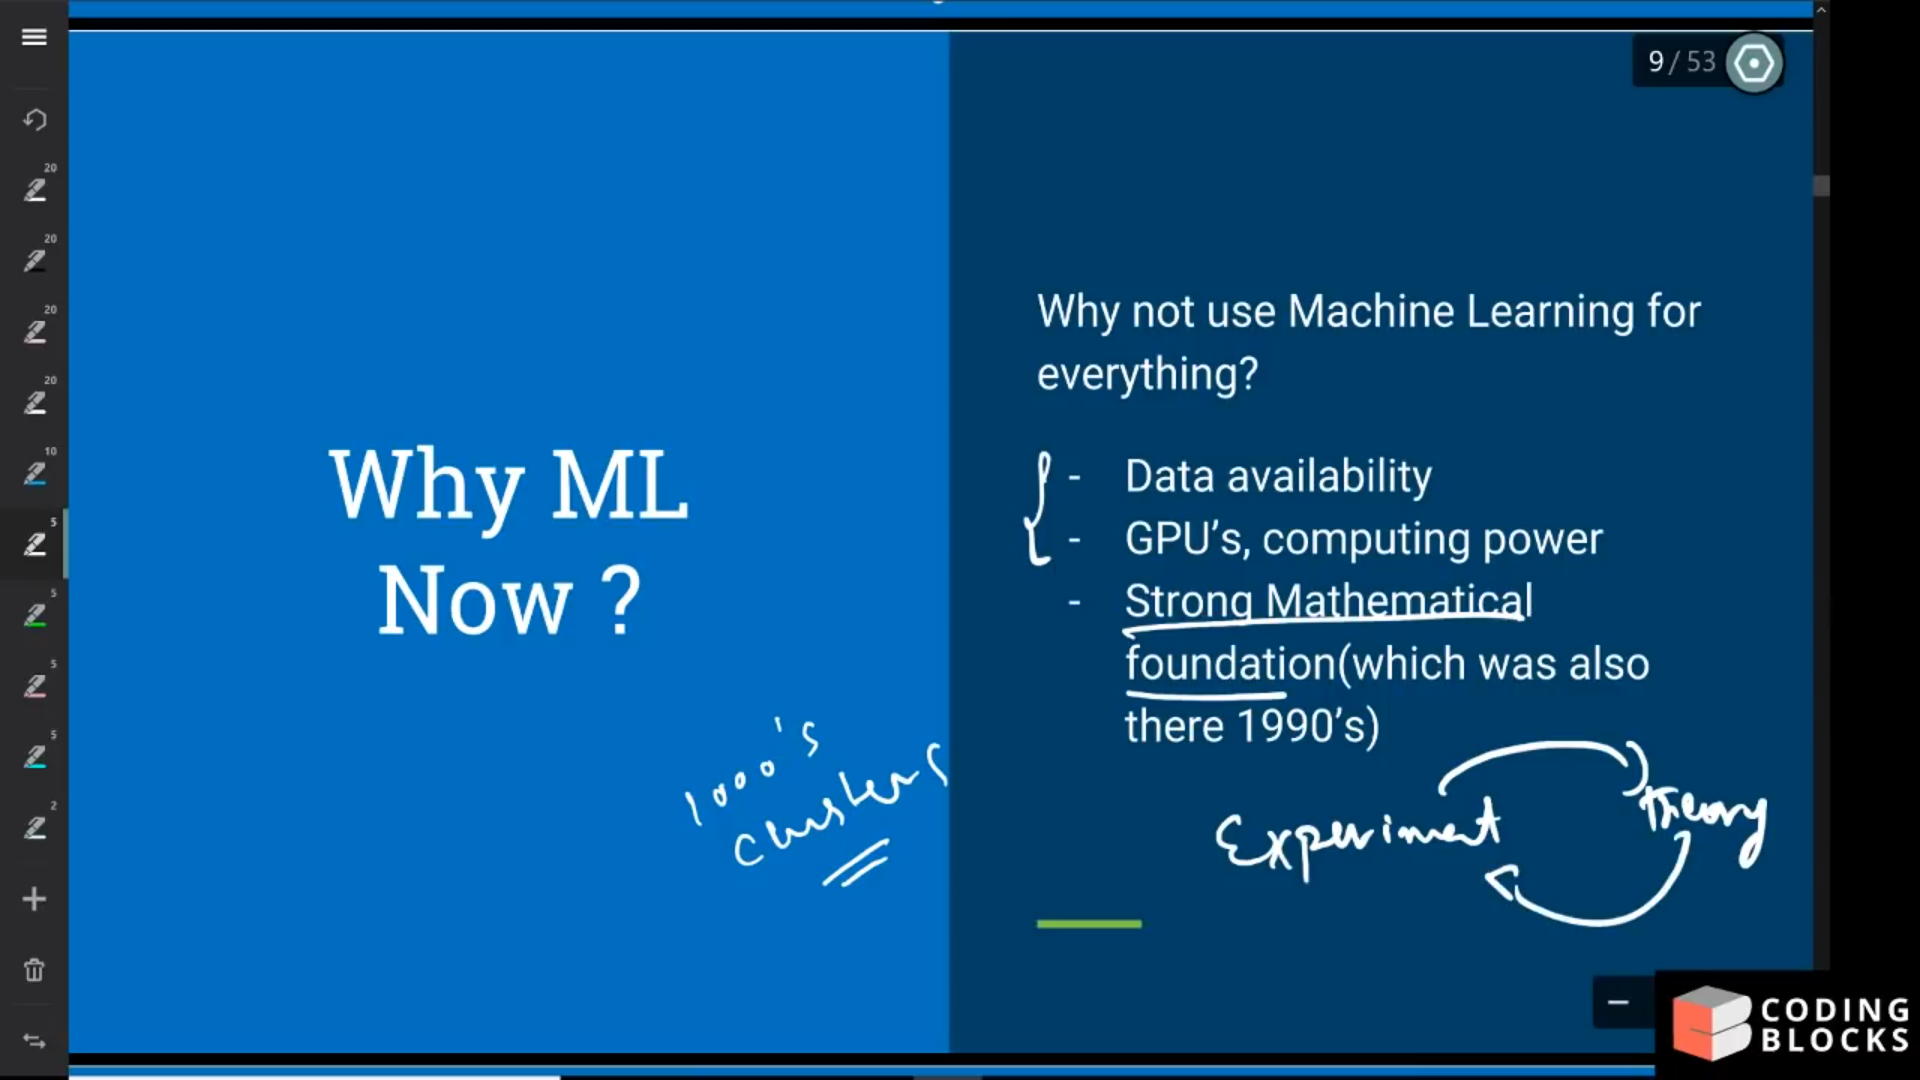 20
20
20
20
10
5
5
5
5
2
9 / 53
Why ML
Now ?
1000's
clusters
Why not use Machine Learning for
everything?
- Data availability
- GPU’s, computing power
- Strong Mathematical
foundation(which was also
there 1990’s)
Experiment
theory
CODING
BLOCKS